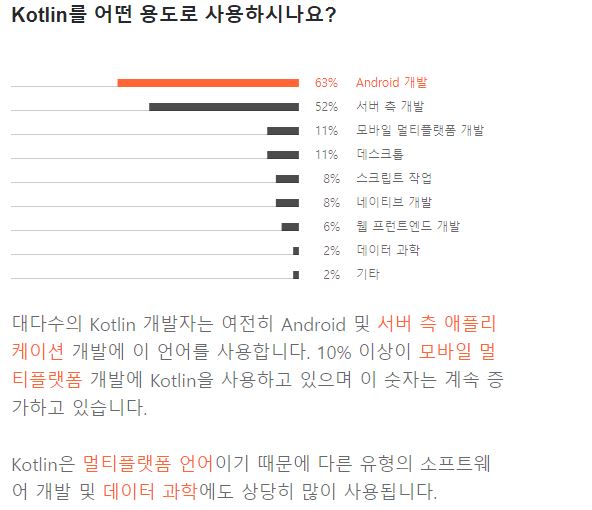 Kotlin를 어떤 용도로 사용하시나요?
63% Android 개발
52% 서버 측 개발
11% 모바일 멀티플랫폼 개발
11% 데스크톱
8% 스크립트 작업
8% 네이티브 개발
6% 웹 프런트엔드 개발
2% 데이터 과학
2% 기타
대다수의 Kotlin 개발자는 여전히 Android 및 서버 측 애플리
케이션 개발에 이 언어를 사용합니다. 10% 이상이 모바일 멀
티플랫폼 개발에 Kotlin을 사용하고 있으며 이 숫자는 계속 증
가하고 있습니다.
Kotlin은 멀티플랫폼 언어이기 때문에 다른 유형의 소프트웨
어 개발 및 데이터 과학에도 상당히 많이 사용됩니다.